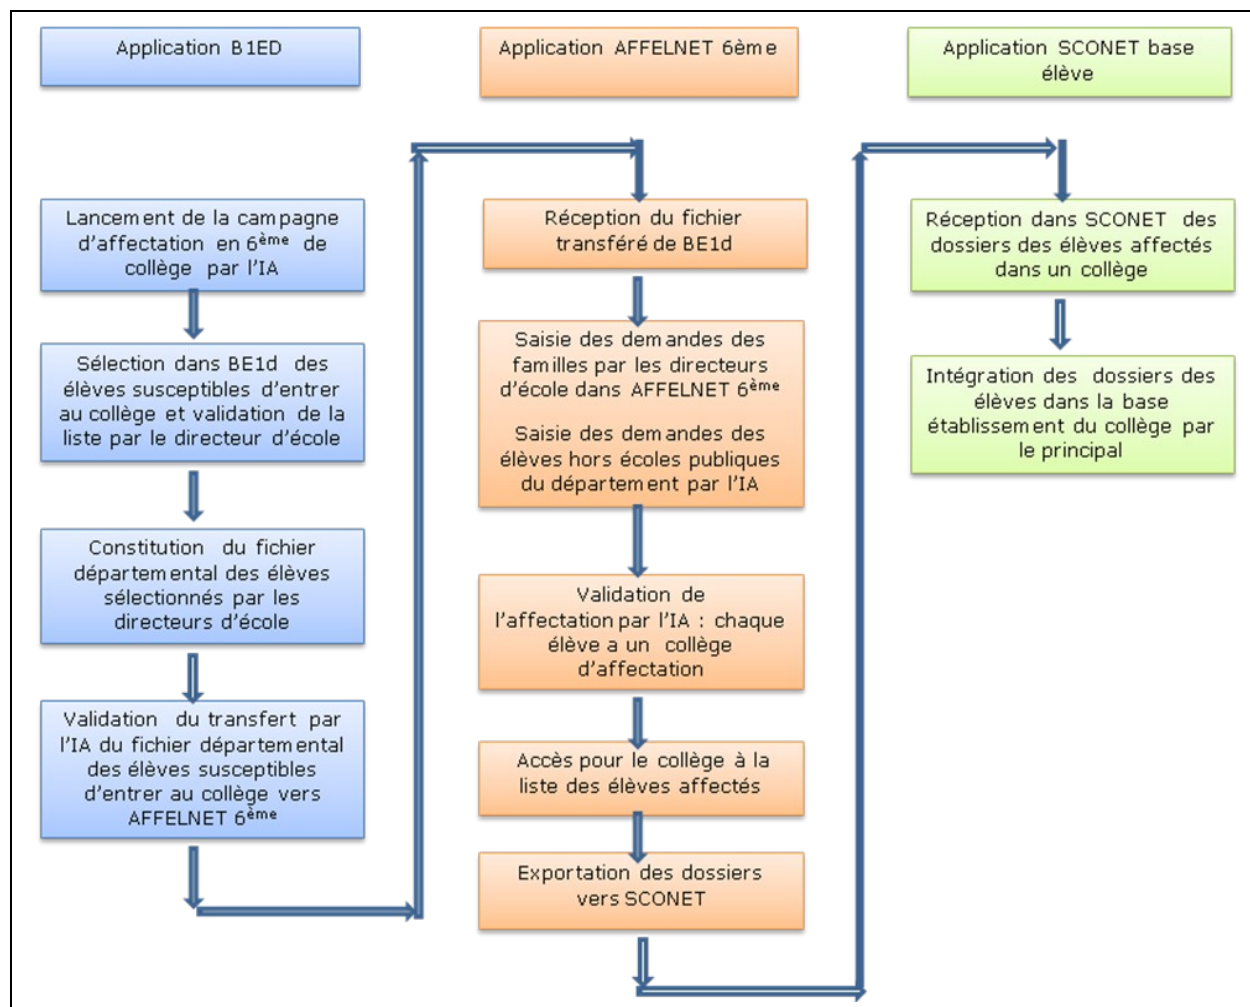 Application B1ED
Lancement de la campagne
d'affectation en 6ème de
collège par l'IA
Sélection dans BE1d des
élèves susceptibles d'entrer
au collège et validation de la
liste par le directeur d'école
Constitution du fichier
départemental des élèves
sélectionnés par les
directeurs d'école
Validation du transfert par
l'IA du fichier départemental
des élèves susceptibles
d'entrer au collège vers
AFFELNET 6ème
Application AFFELNET 6ème
Réception du fichier
transféré de BE1d
Saisie des demandes des
familles par les directeurs
d'école dans AFFELNET 6ème
Saisie des demandes des
élèves hors écoles publiques
du département par l'IA
Validation de
l'affectation par l'IA : chaque
élève a un collège
d'affectation
Accès pour le collège à la
liste des élèves affectés
Exportation des dossiers
vers SCONET
Application SCONET base
élève
Réception dans SCONET des
dossiers des élèves affectés
dans un collège
Intégration des dossiers des
élèves dans la base
établissement du collège par
le principal